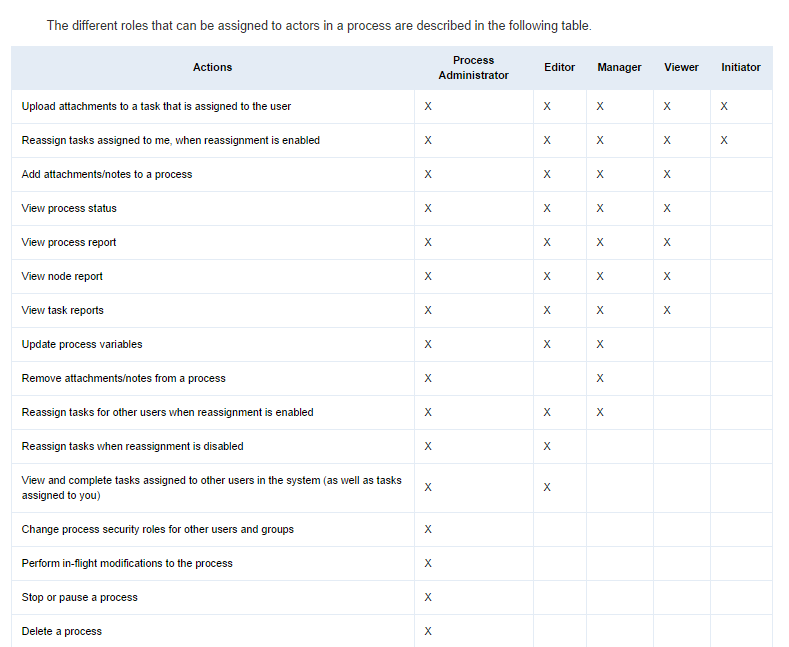 The different roles that can be assigned to actors in a process are described in the following table.
Actions Process Administrator Editor Manager Viewer Initiator
Upload attachments to a task that is assigned to the user X X X X X
Reassign tasks assigned to me, when reassignment is enabled X X X X X
Add attachments/notes to a process X X X X
View process status X X X X
View process report X X X X
View node report X X X X
View task reports X X X X
Update process variables X X X
Remove attachments/notes from a process X X
Reassign tasks for other users when reassignment is enabled X X X
Reassign tasks when reassignment is disabled X X
View and complete tasks assigned to other users in the system (as well as tasks
assigned to you) X X
Change process security roles for other users and groups X
Perform in-flight modifications to the process X
Stop or pause a process X
Delete a process X